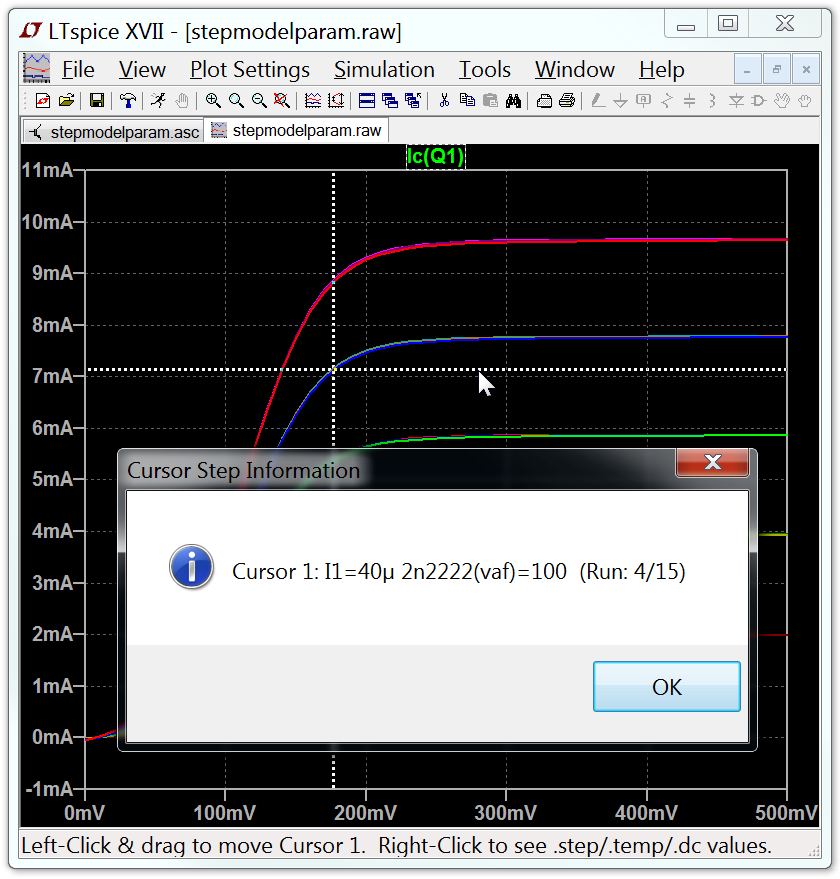 LTspice XVII - [stepmodelparam.raw]
File View Plot Settings Simulation Tools Window Help
stepmodelparam.asc stepmodelparam.raw
Ic(Q1)
11mA
10mA
9mA
8mA
7mA
6mA
5mA
4mA
3mA
2mA
1mA
0mA
-1mA
Cursor Step Information
Cursor 1: I1=40µ 2n2222(vaf)=100 (Run: 4/15)
OK
0mV 100mV 200mV 300mV 400mV 500mV
Left-Click & drag to move Cursor 1. Right-Click to see .step/.temp/.dc values.